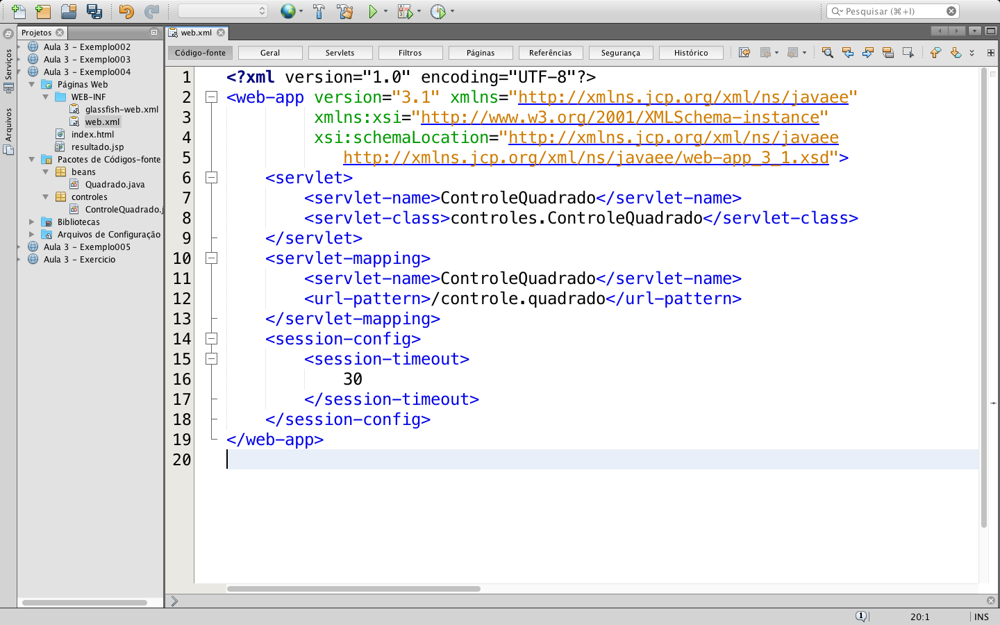 Pesquisar (⌘+I)
Serviços
Arquivos
Projetos
Aula 3 - Exemplo002
Aula 3 - Exemplo003
Aula 3 - Exemplo004
Páginas Web
WEB-INF
glassfish-web.xml
web.xml
index.html
resultado.jsp
Pacotes de Códigos-fonte
beans
Quadrado.java
controles
ControleQuadrado.j
Bibliotecas
Arquivos de Configuração
Aula 3 - Exemplo005
Aula 3 - Exercicio
web.xml
Código-fonte Geral Servlets Filtros Páginas Referências Segurança Histórico
1 <?xml version="1.0" encoding="UTF-8"?>
2 <web-app version="3.1" xmlns="http://xmlns.jcp.org/xml/ns/javaee"
3 xmlns:xsi="http://www.w3.org/2001/XMLSchema-instance"
4 xsi:schemaLocation="http://xmlns.jcp.org/xml/ns/javaee
5 http://xmlns.jcp.org/xml/ns/javaee/web-app_3_1.xsd">
6 <servlet>
7 <servlet-name>ControleQuadrado</servlet-name>
8 <servlet-class>controles.ControleQuadrado</servlet-class>
9 </servlet>
10 <servlet-mapping>
11 <servlet-name>ControleQuadrado</servlet-name>
12 <url-pattern>/controle.quadrado</url-pattern>
13 </servlet-mapping>
14 <session-config>
15 <session-timeout>
16 30
17 </session-timeout>
18 </session-config>
19 </web-app>
20
1 20:1 INS